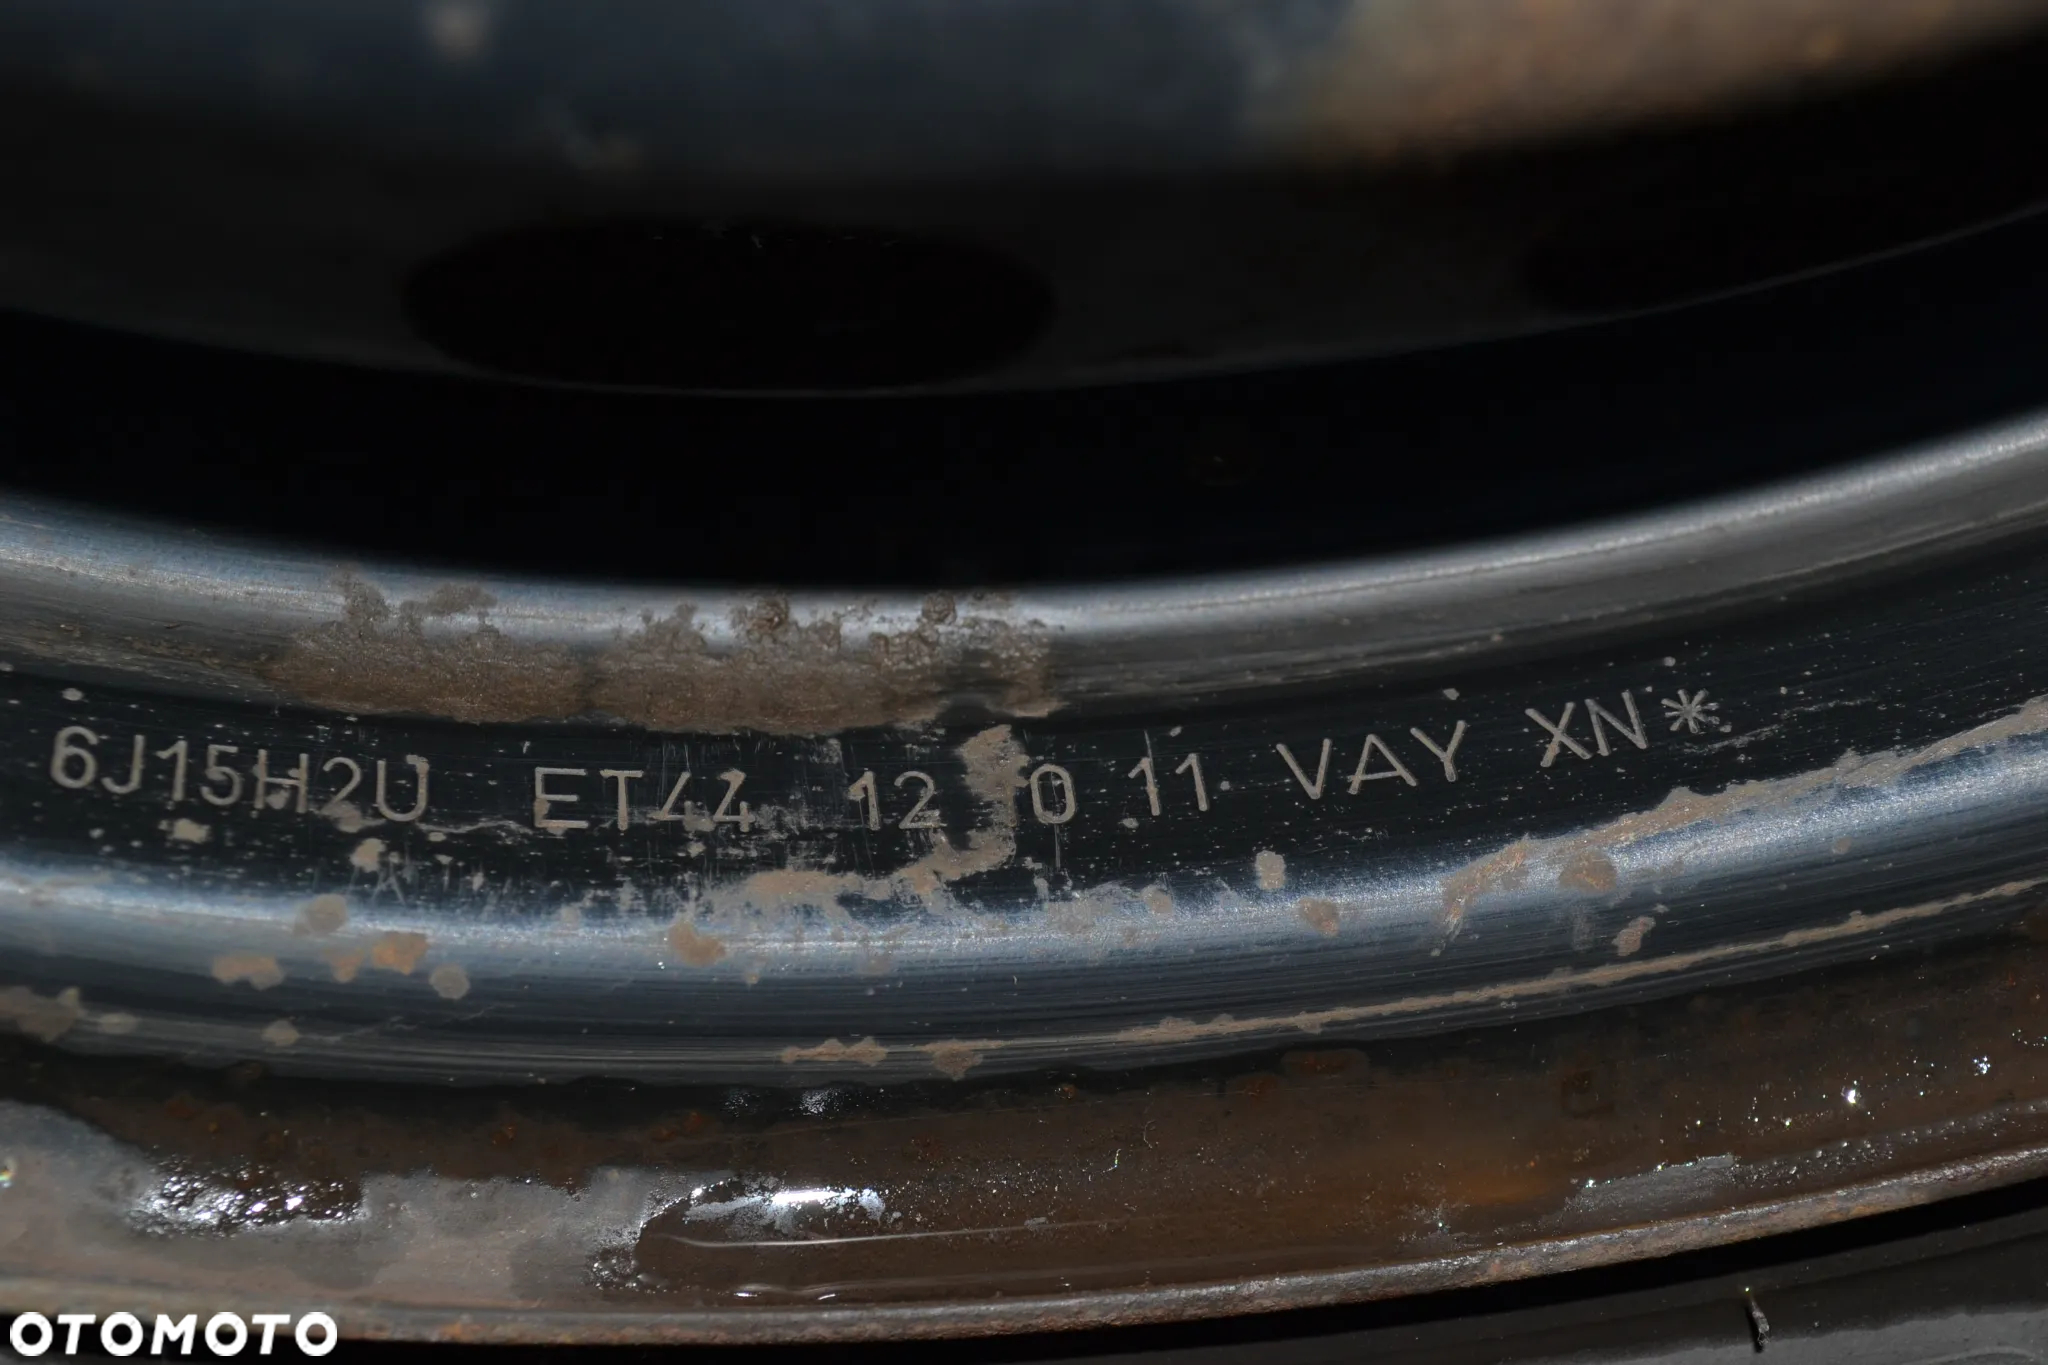 6J15H2U ET44 12 0 11 VAY XN*
OTOMOTO